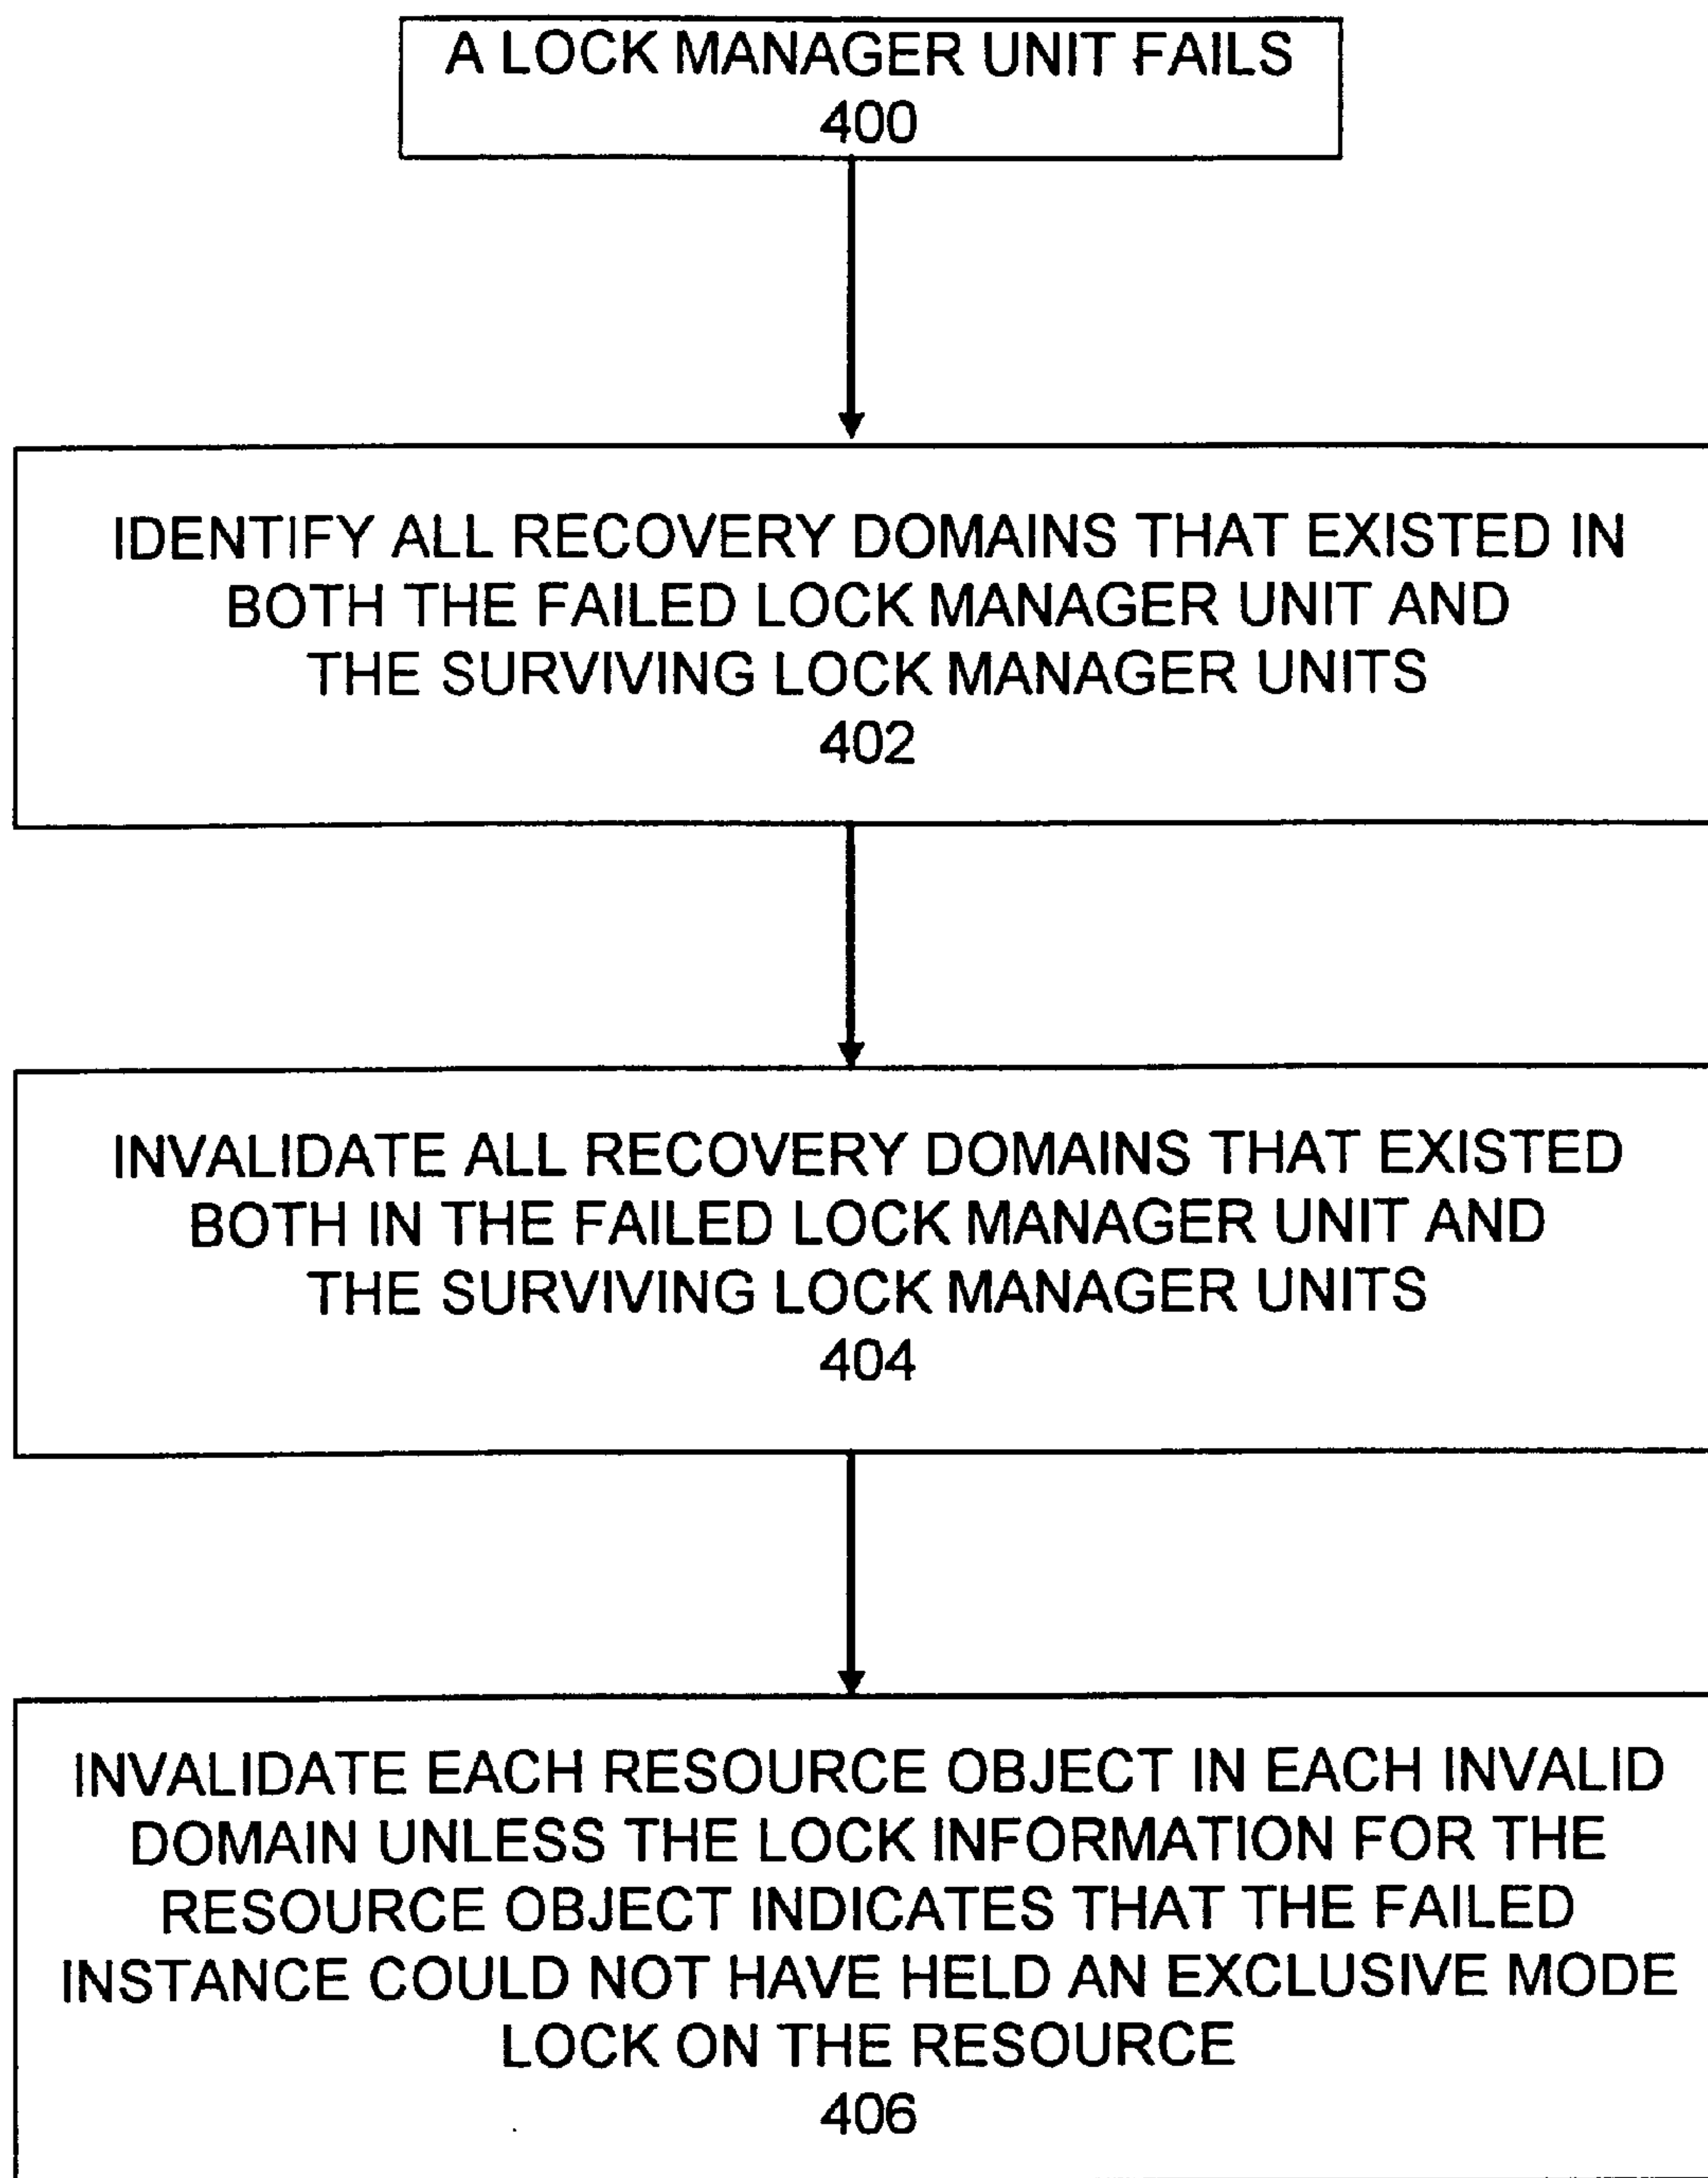 A LOCK MANAGER UNIT FAILS
400
IDENTIFY ALL RECOVERY DOMAINS THAT EXISTED IN
BOTH THE FAILED LOCK MANAGER UNIT AND
THE SURVIVING LOCK MANAGER UNITS
402
INVALIDATE ALL RECOVERY DOMAINS THAT EXISTED
BOTH IN THE FAILED LOCK MANAGER UNIT AND
THE SURVIVING LOCK MANAGER UNITS
404
INVALIDATE EACH RESOURCE OBJECT IN EACH INVALID
DOMAIN UNLESS THE LOCK INFORMATION FOR THE
RESOURCE OBJECT INDICATES THAT THE FAILED
INSTANCE COULD NOT HAVE HELD AN EXCLUSIVE MODE
LOCK ON THE RESOURCE
406